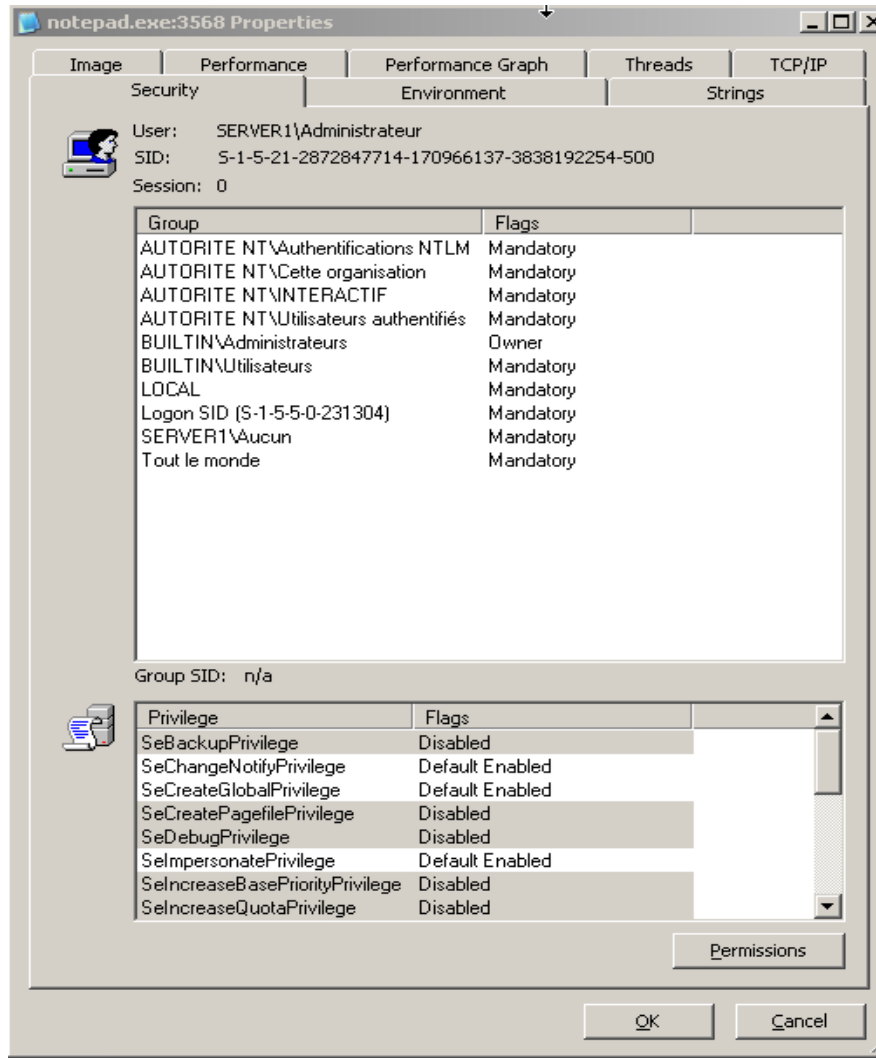 notepad.exe:3568 Properties
Image Performance Performance Graph Threads TCP/IP
Security Environment Strings
User: SERVER1\Administrateur
SID: S-1-5-21-2872847714-170966137-3838192254-500
Session: 0
Group Flags
AUTORITE NT\Authentifications NTLM Mandatory
AUTORITE NT\Cette organisation Mandatory
AUTORITE NT\INTERACTIF Mandatory
AUTORITE NT\Utilisateurs authentifiés Mandatory
BUILTIN\Administrateurs Owner
BUILTIN\Utilisateurs Mandatory
LOCAL Mandatory
Logon SID (S-1-5-5-0-231304) Mandatory
SERVER1\Aucun Mandatory
Tout le monde Mandatory
Group SID: n/a
Privilege Flags
SeBackupPrivilege Disabled
SeChangeNotifyPrivilege Default Enabled
SeCreateGlobalPrivilege Default Enabled
SeCreatePagefilePrivilege Disabled
SeDebugPrivilege Disabled
SeImpersonatePrivilege Default Enabled
SeIncreaseBasePriorityPrivilege Disabled
SeIncreaseQuotaPrivilege Disabled
Permissions
OK Cancel